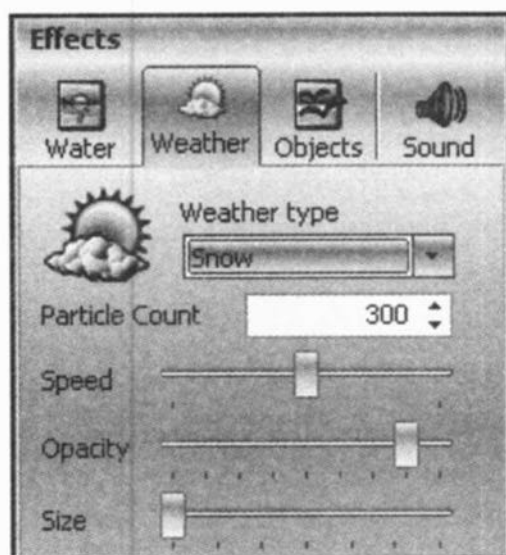 Effects
Water Weather Objects Sound
Weather type
Snow
Particle Count 300
Speed
Opacity
Size